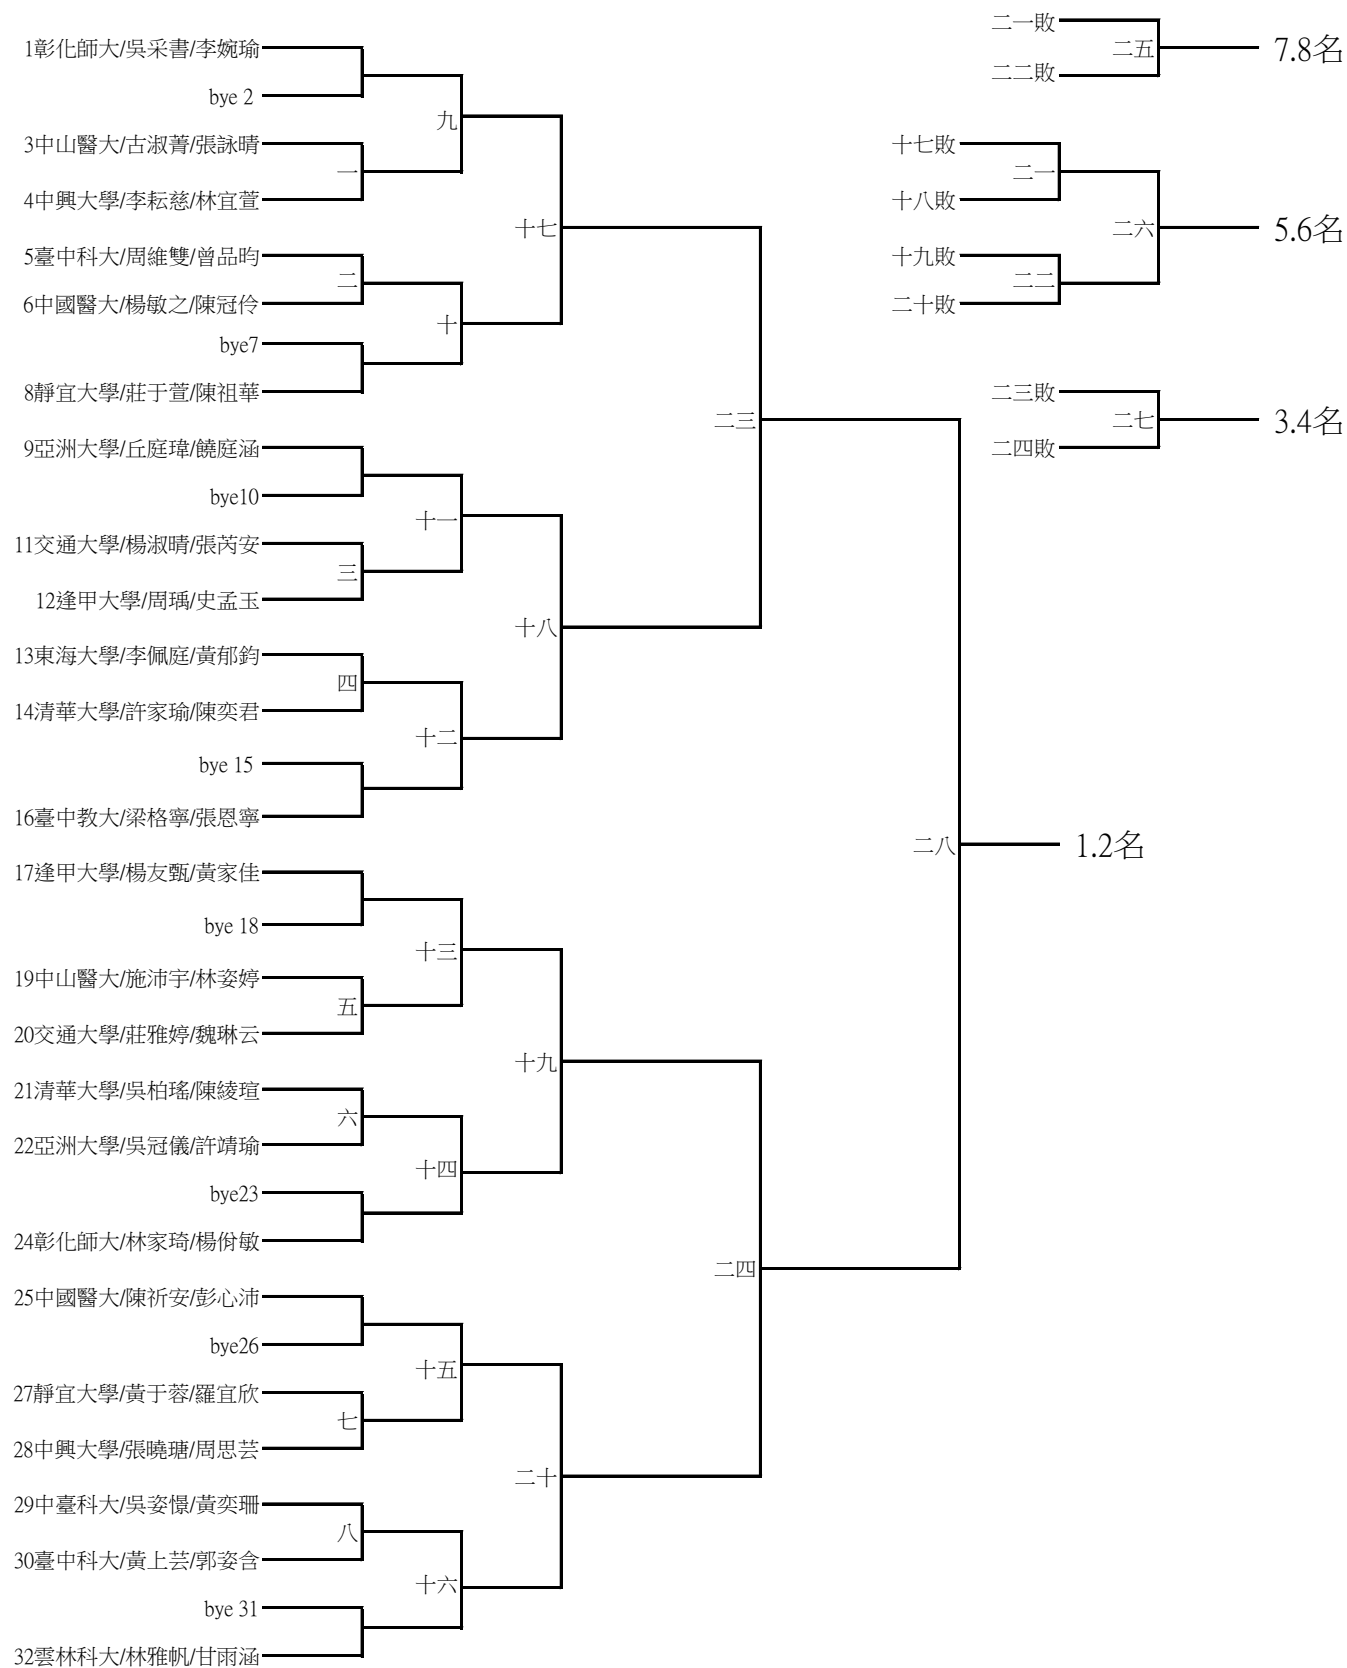 1彰化師大/吳采書/李婉瑜
bye 2
九
3中山醫大/古淑菁/張詠晴
一
4中興大學/李耘慈/林宜萱
十七
5臺中科大/周維雙/曾品昀
二
6中國醫大/楊敏之/陳冠伶
十
bye7
8靜宜大學/莊于萱/陳祖華
二三
9亞洲大學/丘庭瑋/饒庭涵
bye10
十一
11交通大學/楊淑晴/張芮安
三
12逢甲大學/周瑀/史孟玉
十八
13東海大學/李佩庭/黃郁鈞
四
14清華大學/許家瑜/陳奕君
十二
bye 15
16臺中教大/梁格寧/張恩寧
二八
1.2名
17逢甲大學/楊友甄/黃家佳
bye 18
十三
19中山醫大/施沛宇/林姿婷
五
20交通大學/莊雅婷/魏琳云
十九
21清華大學/吳柏瑤/陳綾瑄
六
22亞洲大學/吳冠儀/許靖瑜
十四
bye23
24彰化師大/林家琦/楊佾敏
二四
25中國醫大/陳祈安/彭心沛
bye26
十五
27靜宜大學/黃于蓉/羅宜欣
七
28中興大學/張曉瑭/周思芸
二十
29中臺科大/吳姿憬/黃奕珊
八
30臺中科大/黃上芸/郭姿含
十六
bye 31
32雲林科大/林雅帆/甘雨涵
二一敗
二五
7.8名
二二敗
十七敗
二一
十八敗
二六
5.6名
十九敗
二二
二十敗
二三敗
二七
3.4名
二四敗